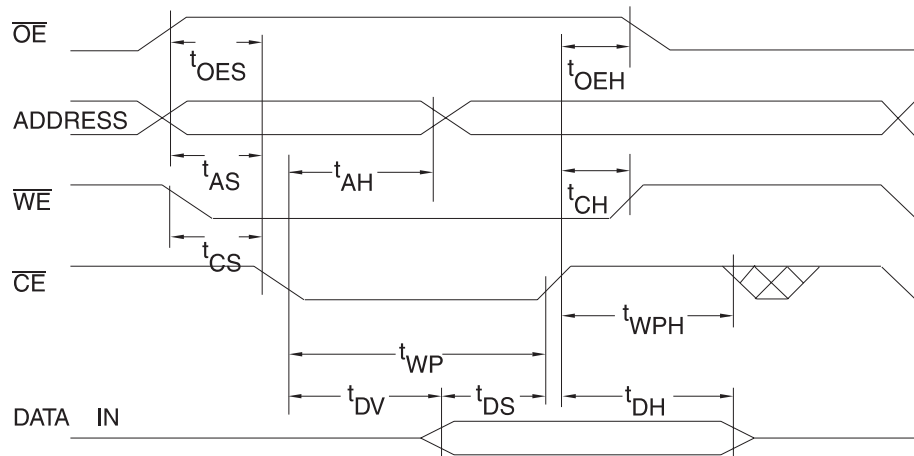 OE
tOES
tOEH
ADDRESS
tAS
tAH
tCH
WE
tCS
CE
tWPH
tWP
tDV
tDS
tDH
DATA IN